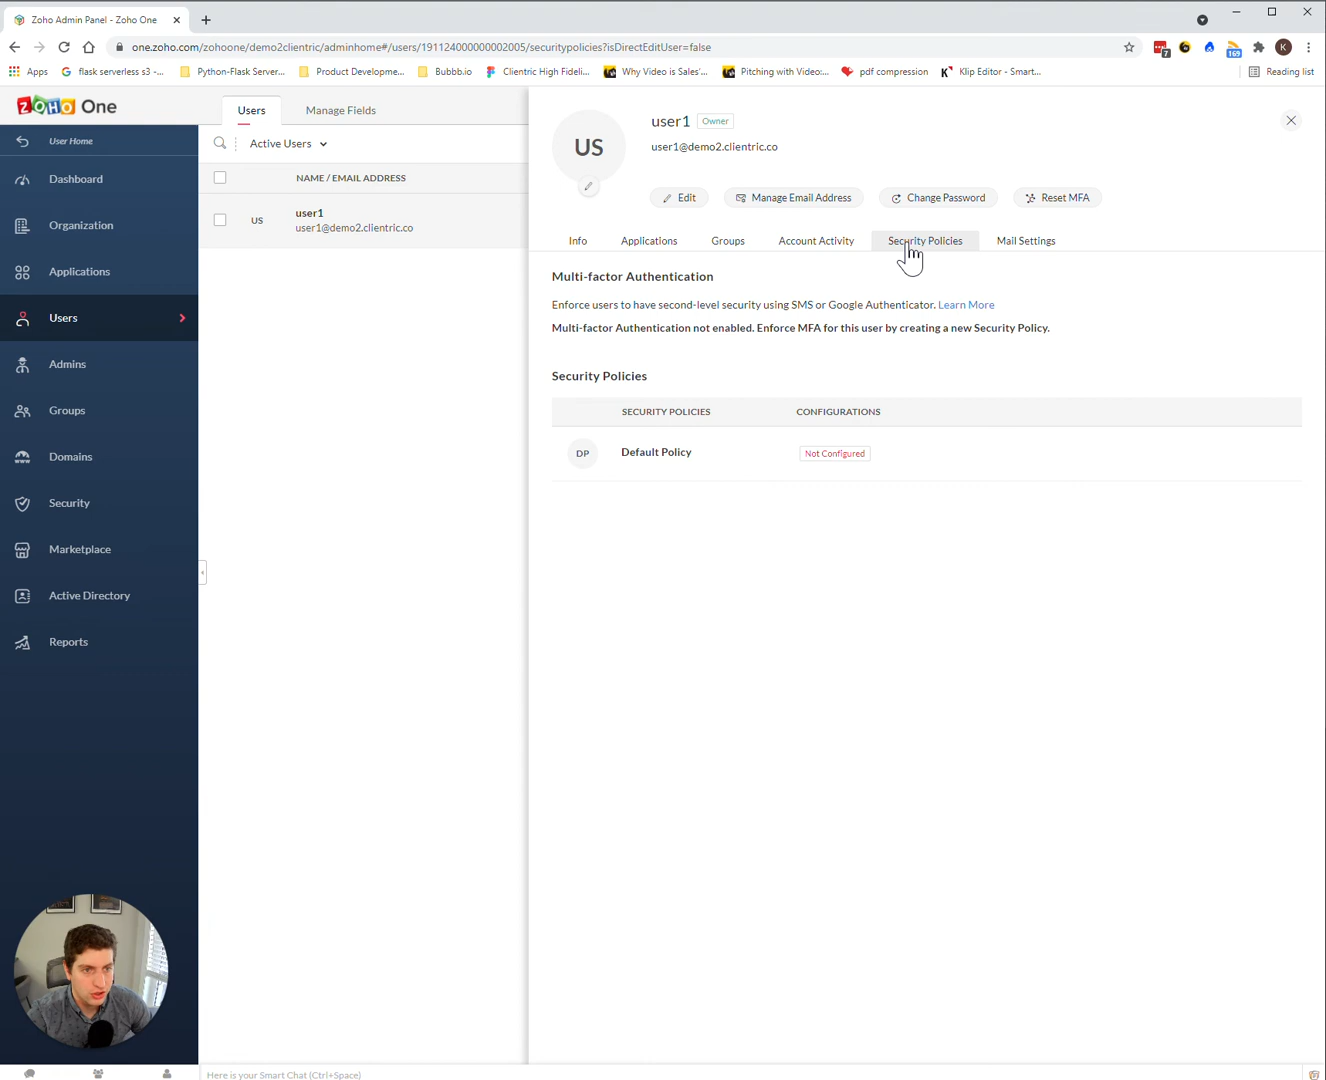 Zoho Admin Panel - Zoho One
one.zoho.com/zohoone/demo2clientric/adminhome#/users/191124000000002005/securitypolicies?isDirectEditUser=false
7
169
K
Apps
flask serverless s3 -...
Python-Flask Server...
Product Developme...
Bubbb.io
Clientric High Fideli...
Why Video is Sales'...
Pitching with Video:...
pdf compression
Klip Editor - Smart...
Reading list
ZOHO One
User Home
Dashboard
Organization
Applications
Users
Admins
Groups
Domains
Security
Marketplace
Active Directory
Reports
Users
Manage Fields
Active Users
NAME / EMAIL ADDRESS
US
user1
user1@demo2.clientric.co
US
user1
Owner
user1@demo2.clientric.co
Edit
Manage Email Address
Change Password
Reset MFA
Info
Applications
Groups
Account Activity
Security Policies
Mail Settings
Multi-factor Authentication
Enforce users to have second-level security using SMS or Google Authenticator. Learn More
Multi-factor Authentication not enabled. Enforce MFA for this user by creating a new Security Policy.
Security Policies
SECURITY POLICIES
CONFIGURATIONS
DP
Default Policy
Not Configured
Here is your Smart Chat (Ctrl+Space)